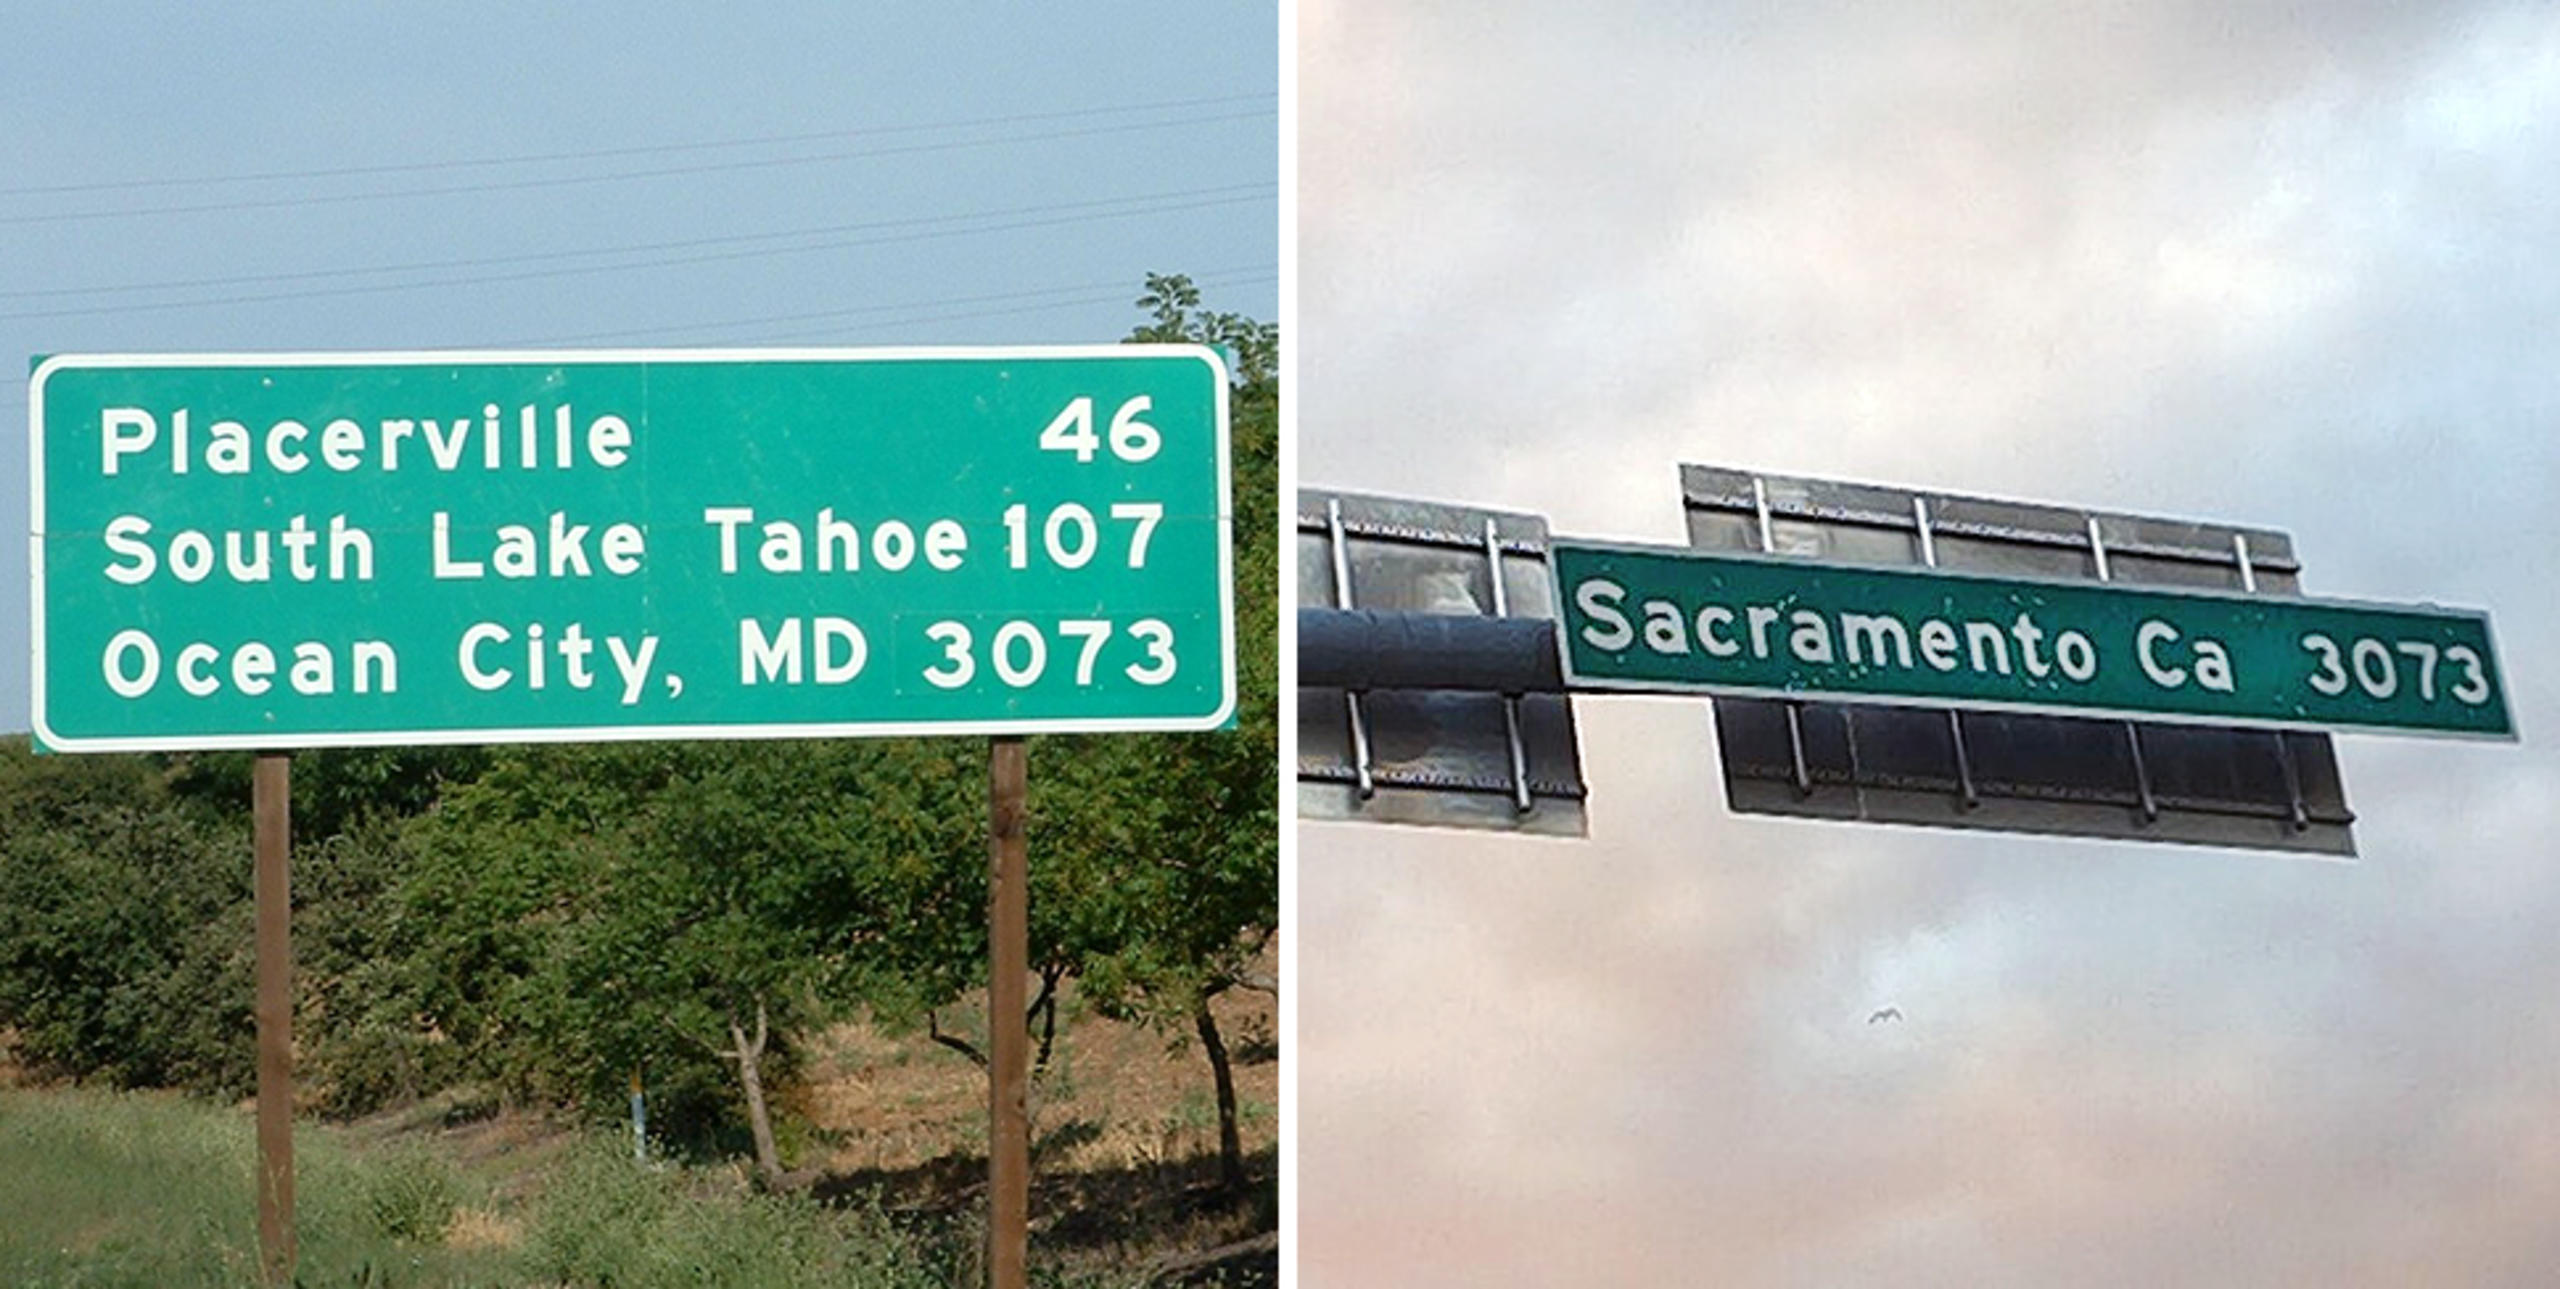 Placerville 46
South Lake Tahoe 107
Ocean City, MD 3073
Sacramento Ca 3073